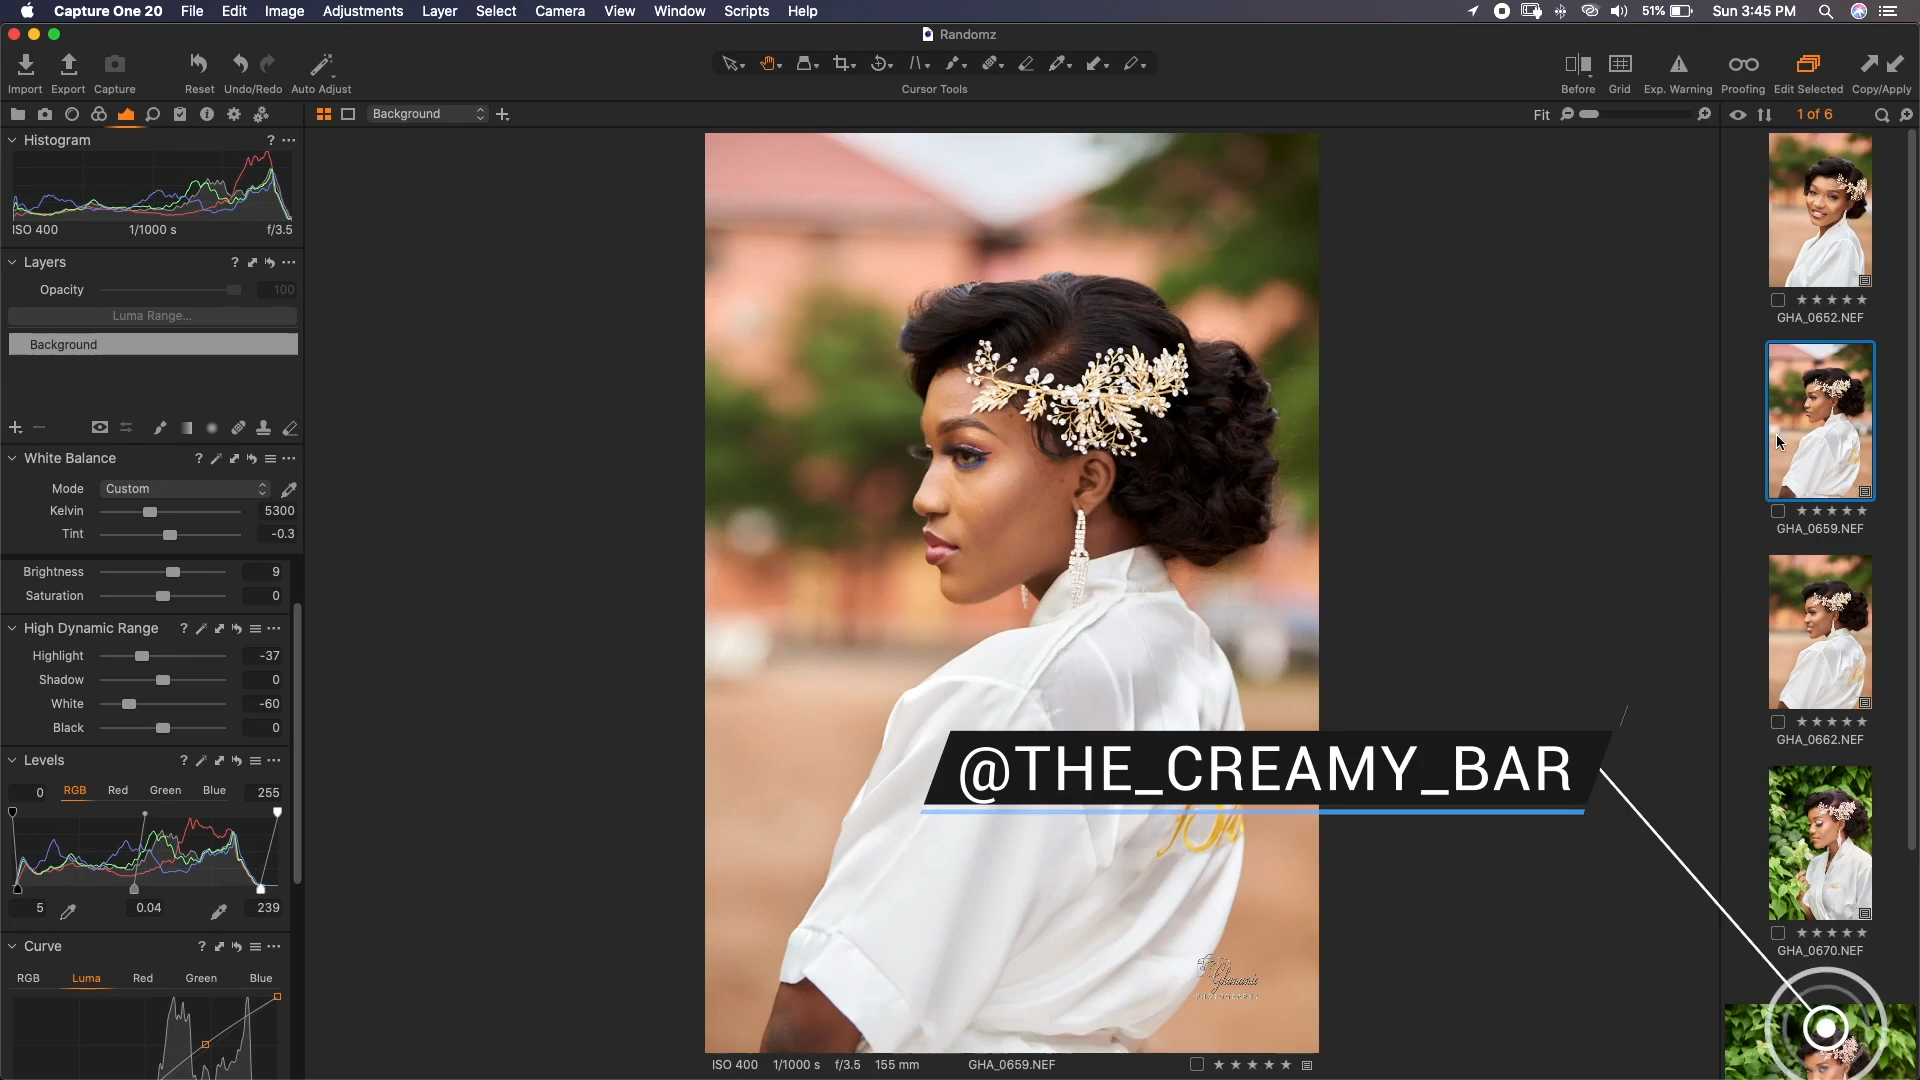 Capture One 20 File Edit Image Adjustments Layer Select Camera View Window Scripts Help 51% Sun 3:45 PM
Randomz
Import Export Capture Reset Undo/Redo Auto Adjust Cursor Tools Before Grid Exp. Warning Proofing Edit Selected Copy/Apply
Background Fit 1 of 6
Histogram ?
ISO 400 1/1000 s f/3.5
Layers ?
Opacity 100
Luma Range...
Background
White Balance ?
Mode Custom
Kelvin 5300
Tint -0.3
Brightness 9
Saturation 0
High Dynamic Range ?
Highlight -37
Shadow 0
White -60
Black 0
Levels ?
0 RGB Red Green Blue 255
5 0.04 239
Curve ?
RGB Luma Red Green Blue
@THE_CREAMY_BAR
ISO 400 1/1000 s f/3.5 155 mm GHA_0659.NEF
GHA_0652.NEF
GHA_0659.NEF
GHA_0662.NEF
GHA_0670.NEF